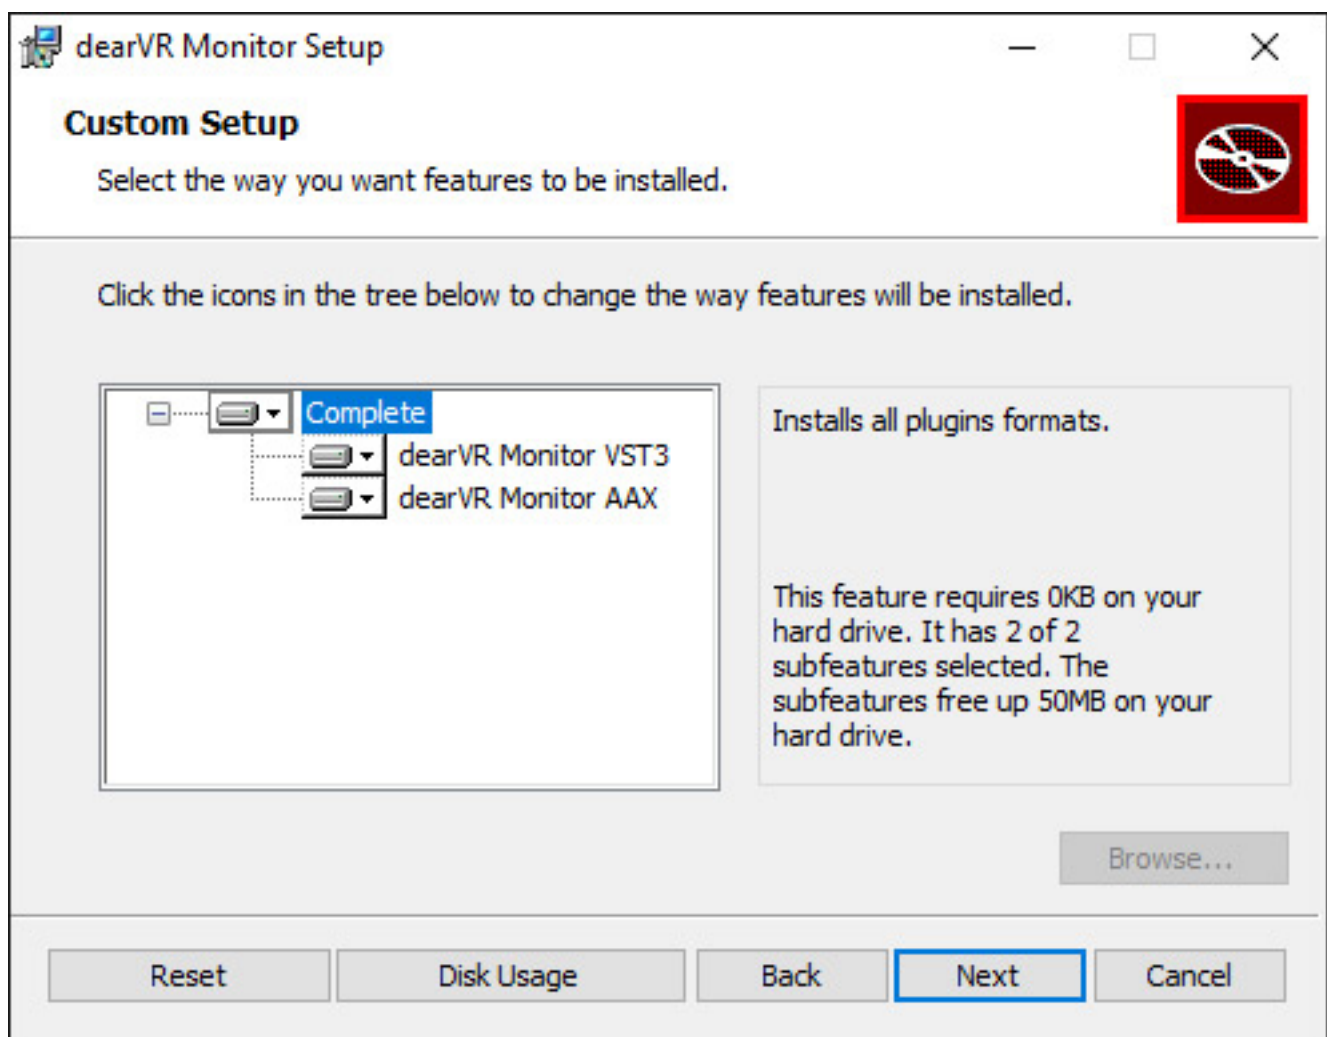 dearVR Monitor Setup
Custom Setup
Select the way you want features to be installed.
Click the icons in the tree below to change the way features will be installed.
Complete
dearVR Monitor VST3
dearVR Monitor AAX
Installs all plugins formats.
This feature requires 0KB on your
hard drive. It has 2 of 2
subfeatures selected. The
subfeatures free up 50MB on your
hard drive.
Browse...
Reset
Disk Usage
Back
Next
Cancel